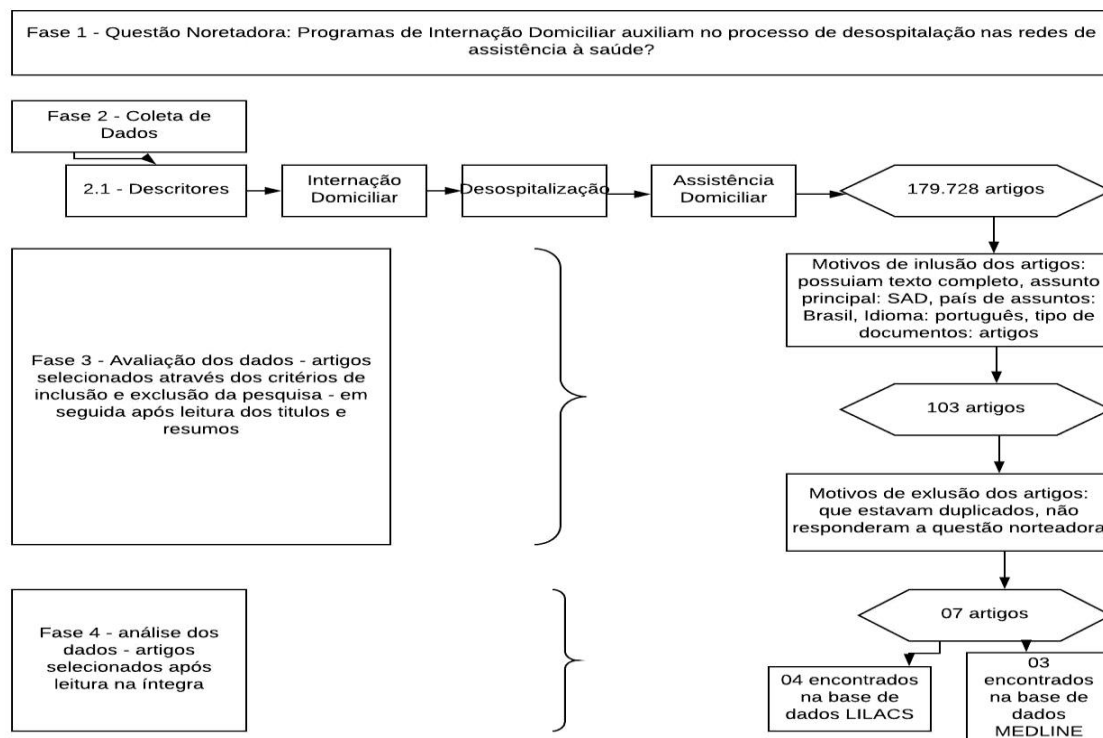 Fase 1 - Questão Noretadora: Programas de Internação Domiciliar auxiliam no processo de desospitalação nas redes de
assistência à saúde?
Fase 2 - Coleta de
Dados
2.1 - Descritores
Internação
Domiciliar
Desospitalização
Assistência
Domiciliar
179.728 artigos
Motivos de inlusão dos artigos:
possuiam texto completo, assunto
principal: SAD, país de assuntos:
Brasil, Idioma: português, tipo de
documentos: artigos
Fase 3 - Avaliação dos dados - artigos
selecionados através dos critérios de
inclusão e exclusão da pesquisa - em
seguida após leitura dos titulos e
resumos
103 artigos
Motivos de exlusão dos artigos:
que estavam duplicados, não
responderam a questão norteadora
Fase 4 - análise dos
dados - artigos
selecionados após
leitura na íntegra
07 artigos
04 encontrados
na base de
dados LILACS
03
encontrados
na base de
dados
MEDLINE